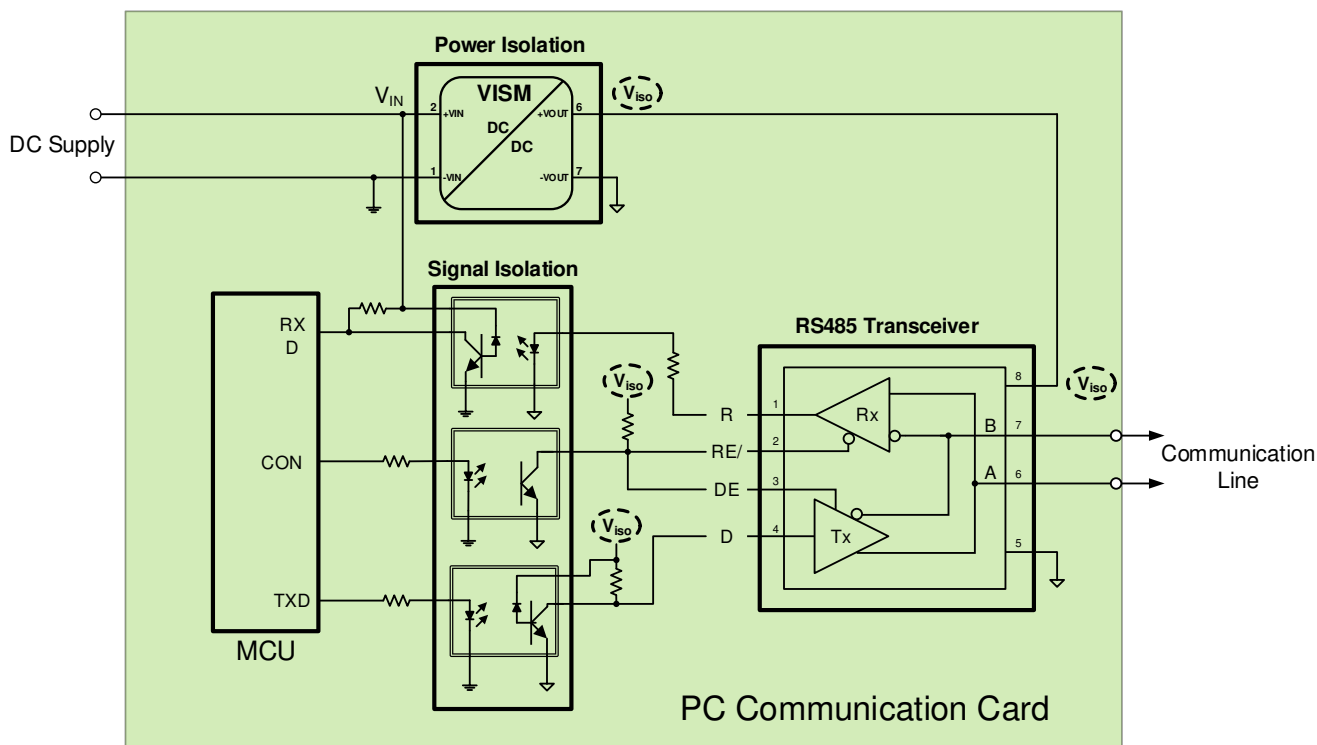 Power Isolation
VISM
DC
DC
2
+VIN
1
-VIN
+VOUT
6
-VOUT
7
VIN
Viso
DC Supply
Signal Isolation
RX
D
CON
TXD
MCU
Viso
Viso
R
RE/
DE
D
RS485 Transceiver
1
2
3
4
Rx
Tx
B
A
8
7
6
5
Viso
Communication
Line
PC Communication Card